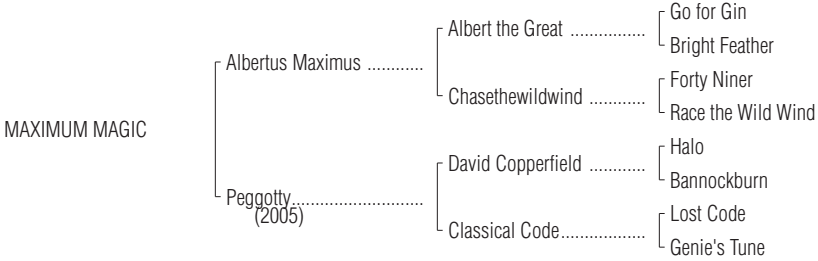 Go for Gin
Albert the Great ................
Bright Feather
Albertus Maximus ............
Forty Niner
Chasethewildwind ............
Race the Wild Wind
MAXIMUM MAGIC
Halo
David Copperfield ............
Bannockburn
Peggotty............................
(2005)
Lost Code
Classical Code..................
Genie's Tune